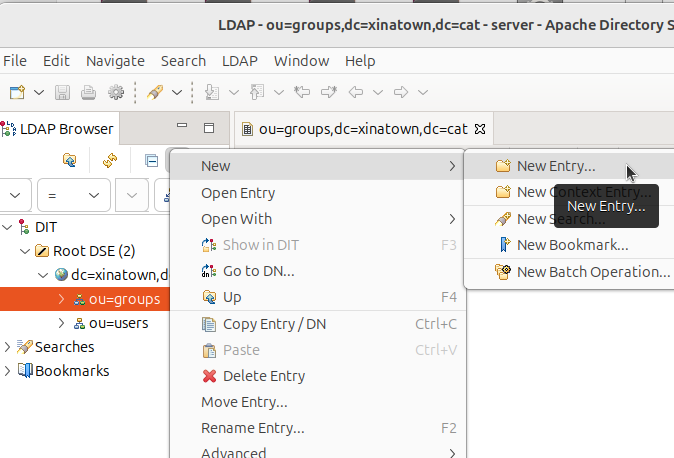 LDAP - ou=groups,dc=xinatown,dc=cat - server - Apache Directory S
File Edit Navigate Search LDAP Window Help
LDAP Browser
ou=groups,dc=xinatown,dc=cat
=
DIT
Root DSE (2)
dc=xinatown,d
ou=groups
ou=users
Searches
Bookmarks
New
Open Entry
Open With
Show in DIT F3
Go to DN...
Up F4
Copy Entry / DN Ctrl+C
Paste Ctrl+V
Delete Entry
Move Entry...
Rename Entry... F2
Advanced
New Entry...
New Context Entry...
New Search...
New Bookmark...
New Batch Operation...
New Entry...